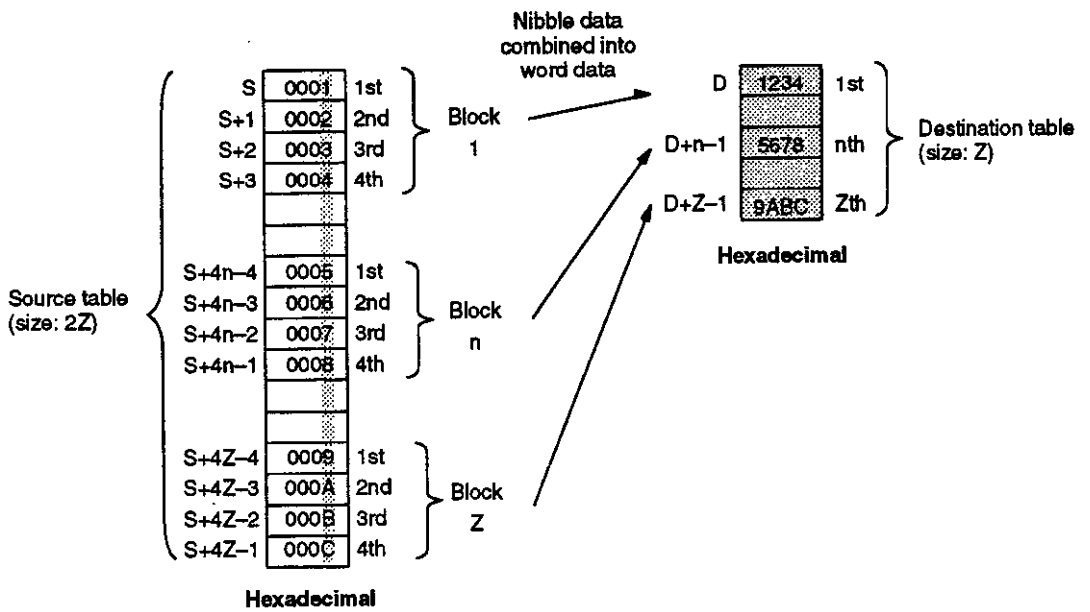 Nibble data
combined into
word data
S 0001 1st
S+1 0002 2nd
S+2 0003 3rd
S+3 0004 4th
Block
1
S+4n–4 0005 1st
S+4n–3 0006 2nd
S+4n–2 0007 3rd
S+4n–1 0008 4th
Block
n
S+4Z–4 0009 1st
S+4Z–3 000A 2nd
S+4Z–2 000B 3rd
S+4Z–1 000C 4th
Block
Z
Source table
(size: 2Z)
Hexadecimal
D 1234 1st
D+n–1 5678 nth
D+Z–1 9ABC Zth
Destination table
(size: Z)
Hexadecimal